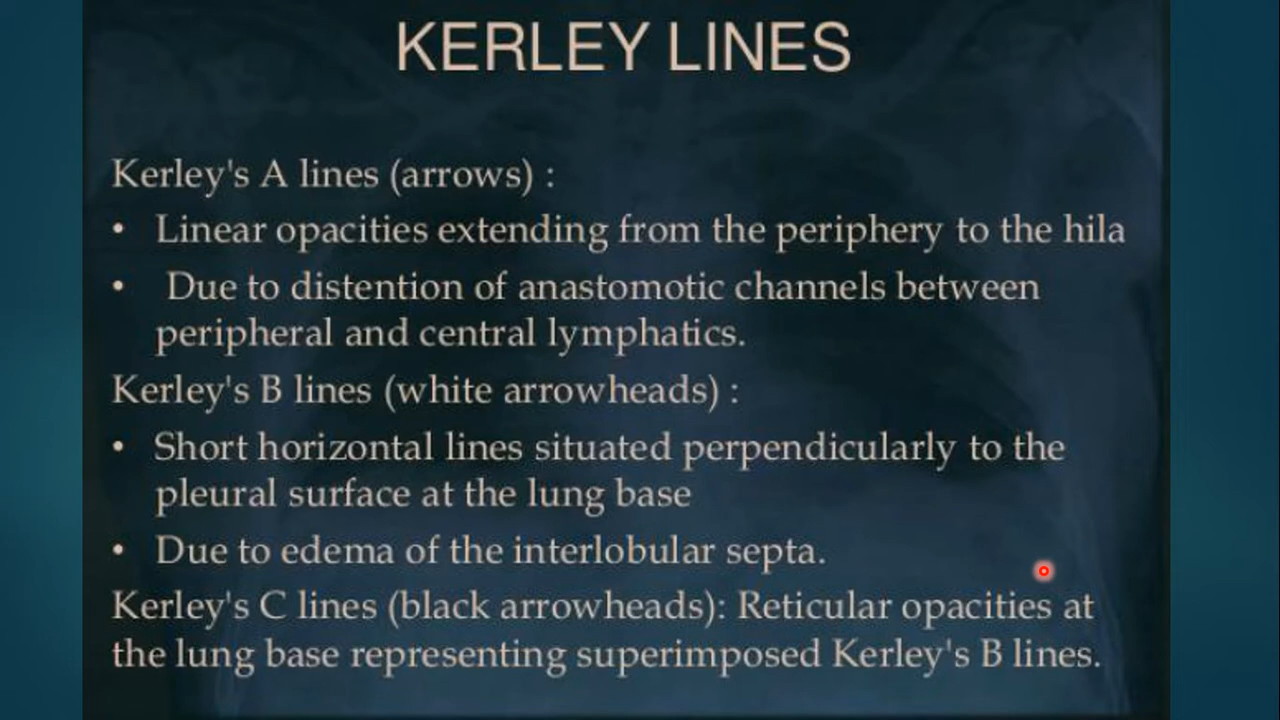 KERLEY LINES
Kerley's A lines (arrows) :
• Linear opacities extending from the periphery to the hila
• Due to distention of anastomotic channels between
peripheral and central lymphatics.
Kerley's B lines (white arrowheads) :
• Short horizontal lines situated perpendicularly to the
pleural surface at the lung base
• Due to edema of the interlobular septa.
Kerley's C lines (black arrowheads): Reticular opacities at
the lung base representing superimposed Kerley's B lines.